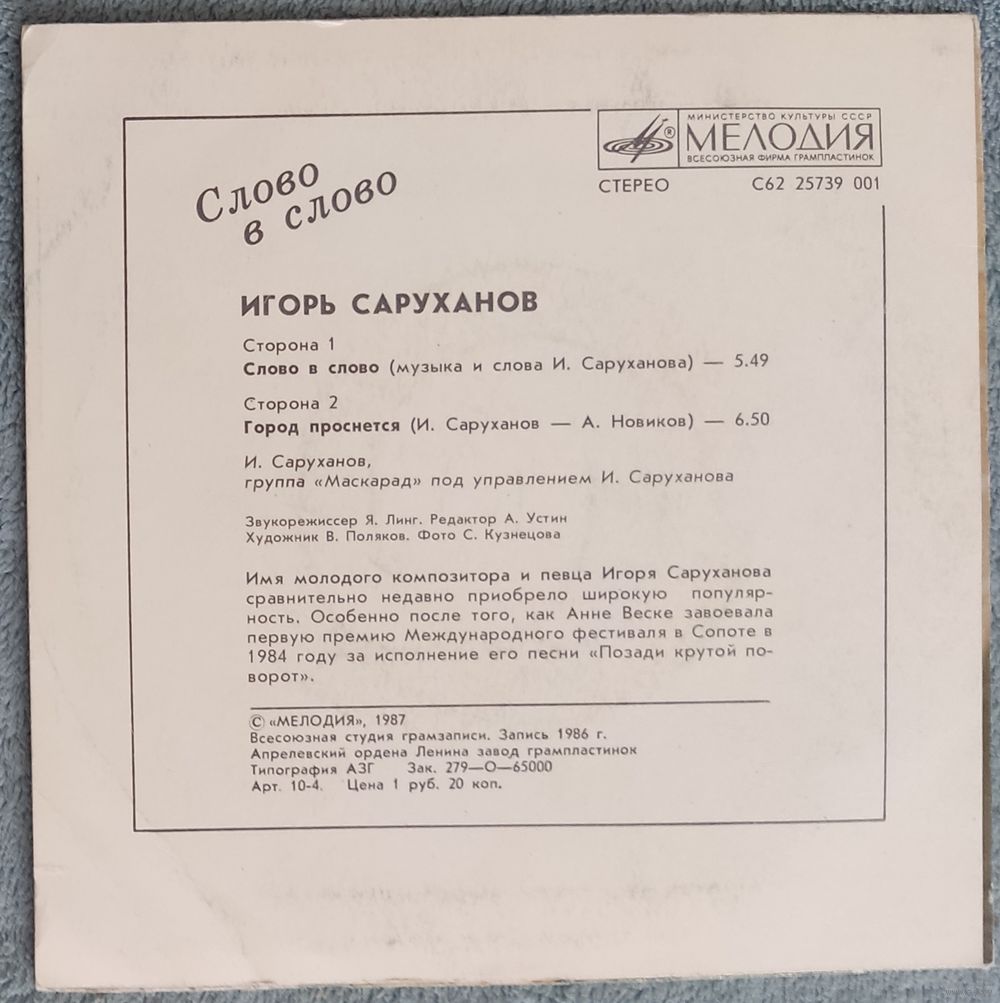 МИНИСТЕРСТВО КУЛЬТУРЫ СССР
® МЕЛОДИЯ
ВСЕСОЮЗНАЯ ФИРМА ГРАМПЛАСТИНОК
СТЕРЕО С62 25739 001
Слово
в слово
ИГОРЬ САРУХАНОВ
Сторона 1
Слово в слово (музыка и слова И. Саруханова) — 5.49
Сторона 2
Город проснется (И. Саруханов — А. Новиков) — 6.50
И. Саруханов,
группа «Маскарад» под управлением И. Саруханова
Звукорежиссер Я. Линг. Редактор А. Устин
Художник В. Поляков. Фото С. Кузнецова
Имя молодого композитора и певца Игоря Саруханова
сравнительно недавно приобрело широкую популяр-
ность. Особенно после того, как Анне Веске завоевала
первую премию Международного фестиваля в Сопоте в
1984 году за исполнение его песни «Позади крутой по-
ворот».
© «МЕЛОДИЯ», 1987
Всесоюзная студия грамзаписи. Запись 1986 г.
Апрелевский ордена Ленина завод грампластинок
Типография АЗГ Зак. 279—О—65000
Арт. 10-4. Цена 1 руб. 20 коп.